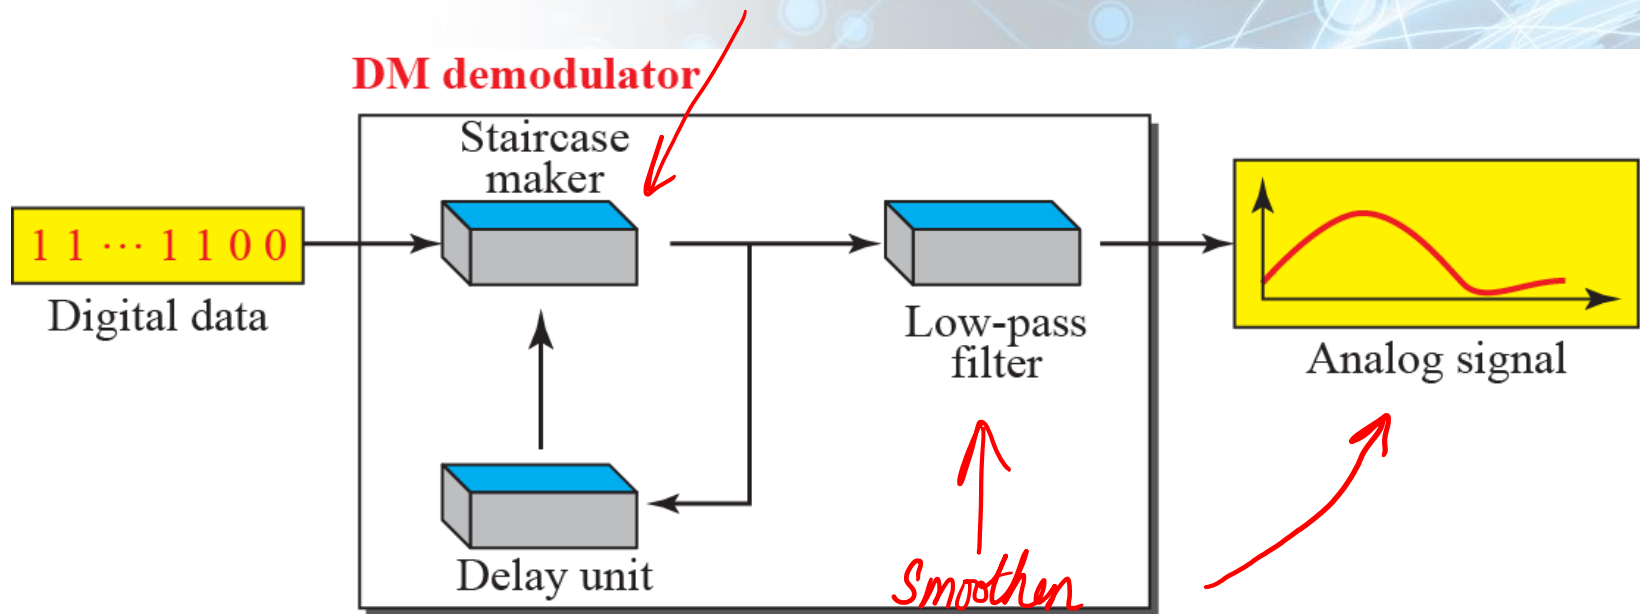 DM demodulator
Staircase
maker
1 1 ··· 1 1 0 0
Digital data
Low-pass
filter
Analog signal
Delay unit
Smoothen